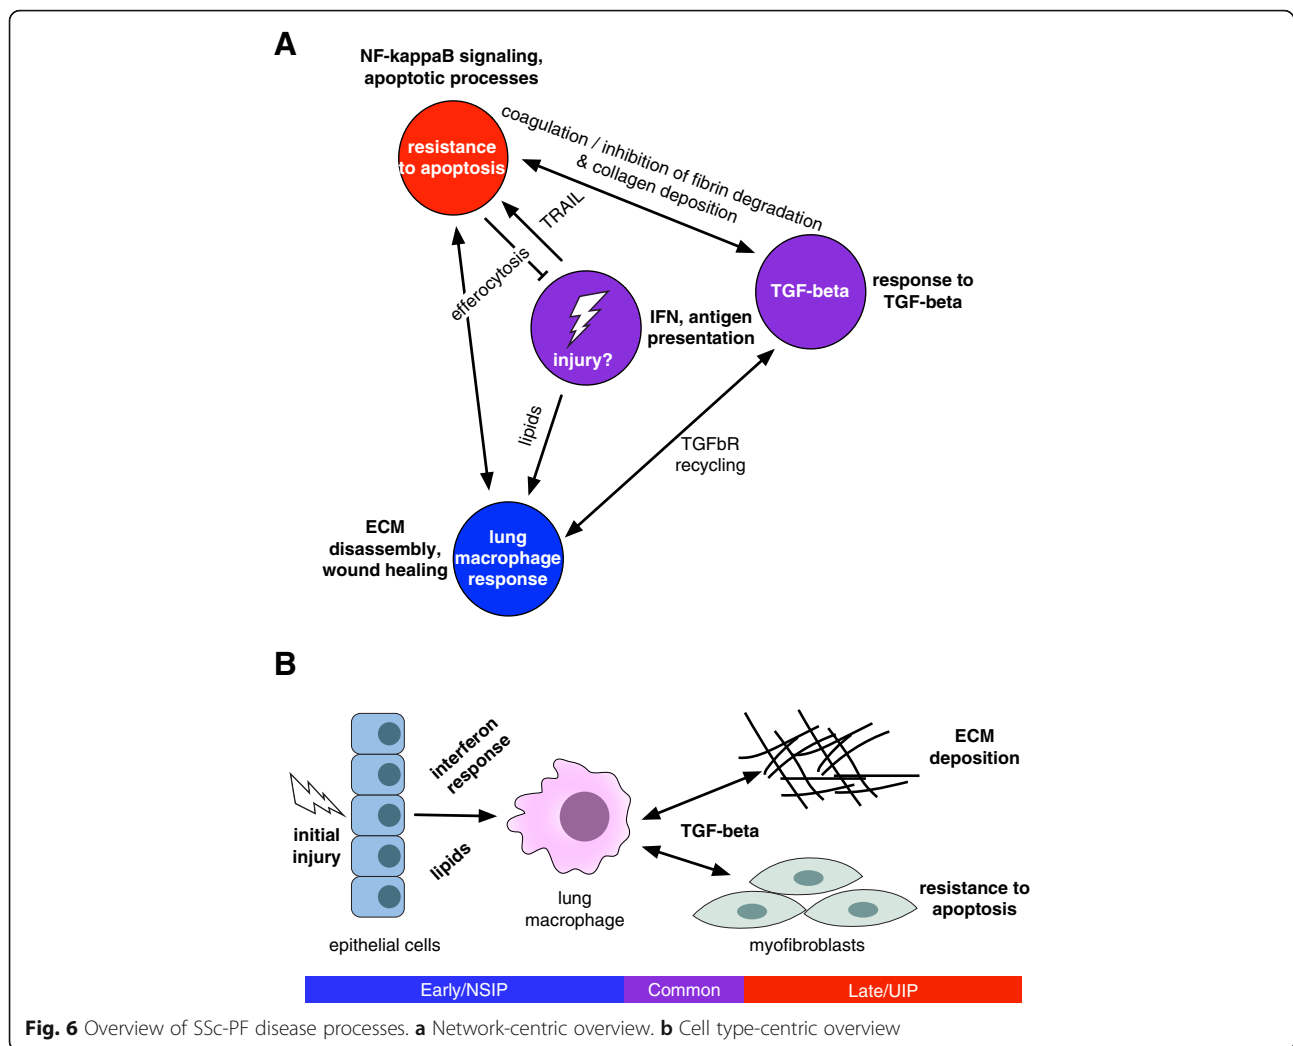 A
NF-kappaB signaling,
apoptotic processes
coagulation / inhibition of fibrin degradation
& collagen deposition
resistance
to apoptosis
TRAIL
efferocytosis
TGF-beta
response to
TGF-beta
IFN, antigen
presentation
injury?
lipids
TGFbR
recycling
ECM
disassembly,
wound healing
lung
macrophage
response
B
interferon
response
ECM
deposition
initial
injury
TGF-beta
lipids
lung
macrophage
resistance to
apoptosis
epithelial cells
myofibroblasts
Early/NSIP
Common
Late/UIP
Fig. 6 Overview of SSc-PF disease processes. a Network-centric overview. b Cell type-centric overview